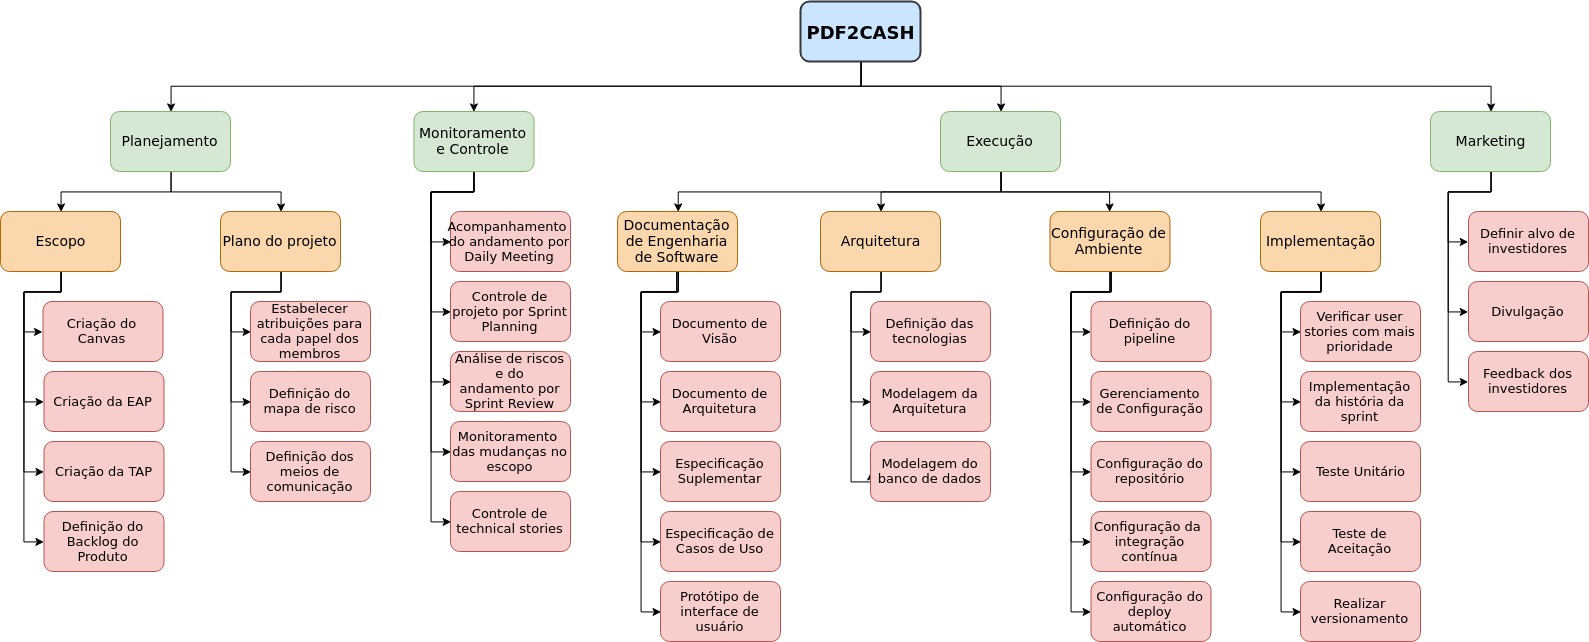 PDF2CASH
Planejamento
Monitoramento
e Controle
Execução
Marketing
Escopo
Plano do projeto
Documentação
de Engenharia
de Software
Arquitetura
Configuração de
Ambiente
Implementação
Criação do
Canvas
Criação da EAP
Criação da TAP
Definição do
Backlog do
Produto
Estabelecer
atribuições para
cada papel dos
membros
Definição do
mapa de risco
Definição dos
meios de
comunicação
Acompanhamento
do andamento por
Daily Meeting
Controle de
projeto por Sprint
Planning
Análise de riscos
e do
andamento por
Sprint Review
Monitoramento
das mudanças no
escopo
Controle de
technical stories
Documento de
Visão
Documento de
Arquitetura
Especificação
Suplementar
Especificação de
Casos de Uso
Protótipo de
interface de
usuário
Definição das
tecnologias
Modelagem da
Arquitetura
Modelagem do
banco de dados
Definição do
pipeline
Gerenciamento
de Configuração
Configuração do
repositório
Configuração da
integração
contínua
Configuração do
deploy
automático
Verificar user
stories com mais
prioridade
Implementação
da história da
sprint
Teste Unitário
Teste de
Aceitação
Realizar
versionamento
Definir alvo de
investidores
Divulgação
Feedback dos
investidores